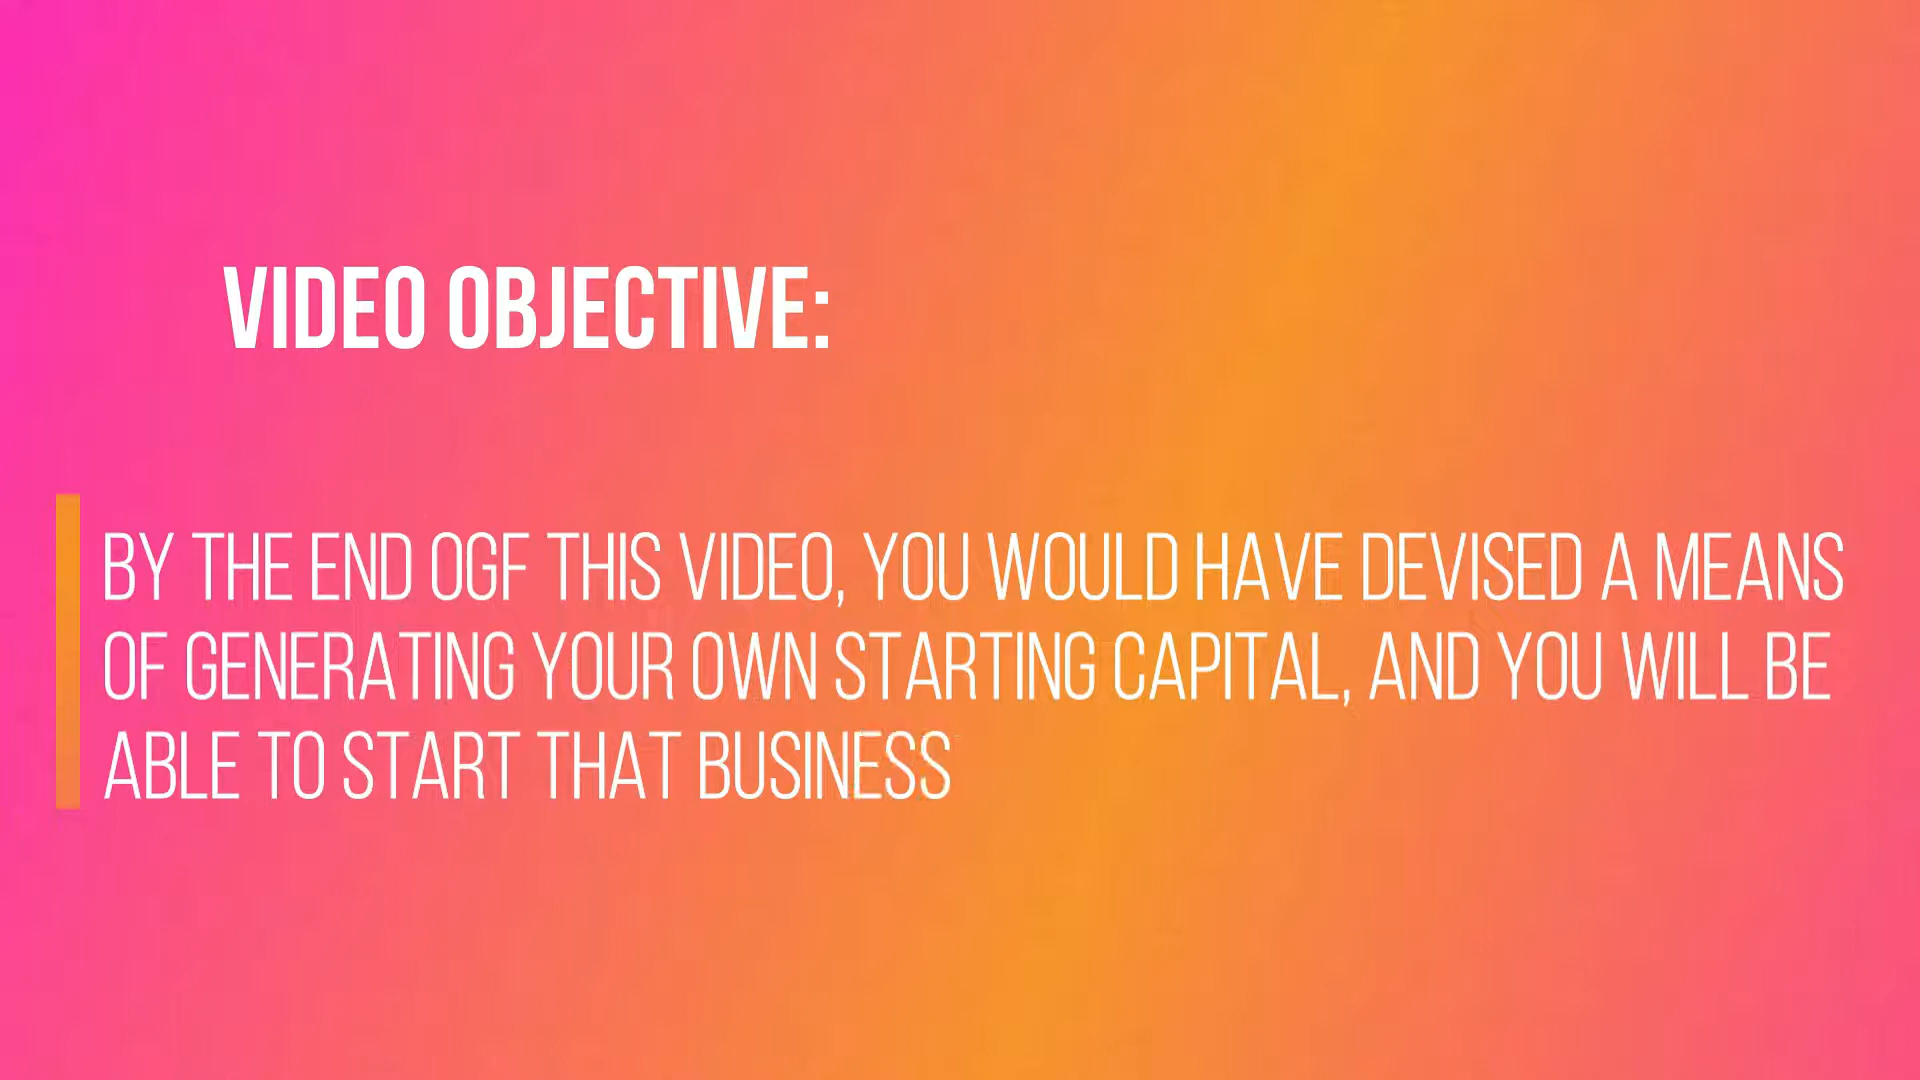 VIDEO OBJECTIVE:
BY THE END OGF THIS VIDEO, YOU WOULD HAVE DEVISED A MEANS
OF GENERATING YOUR OWN STARTING CAPITAL, AND YOU WILL BE
ABLE TO START THAT BUSINESS